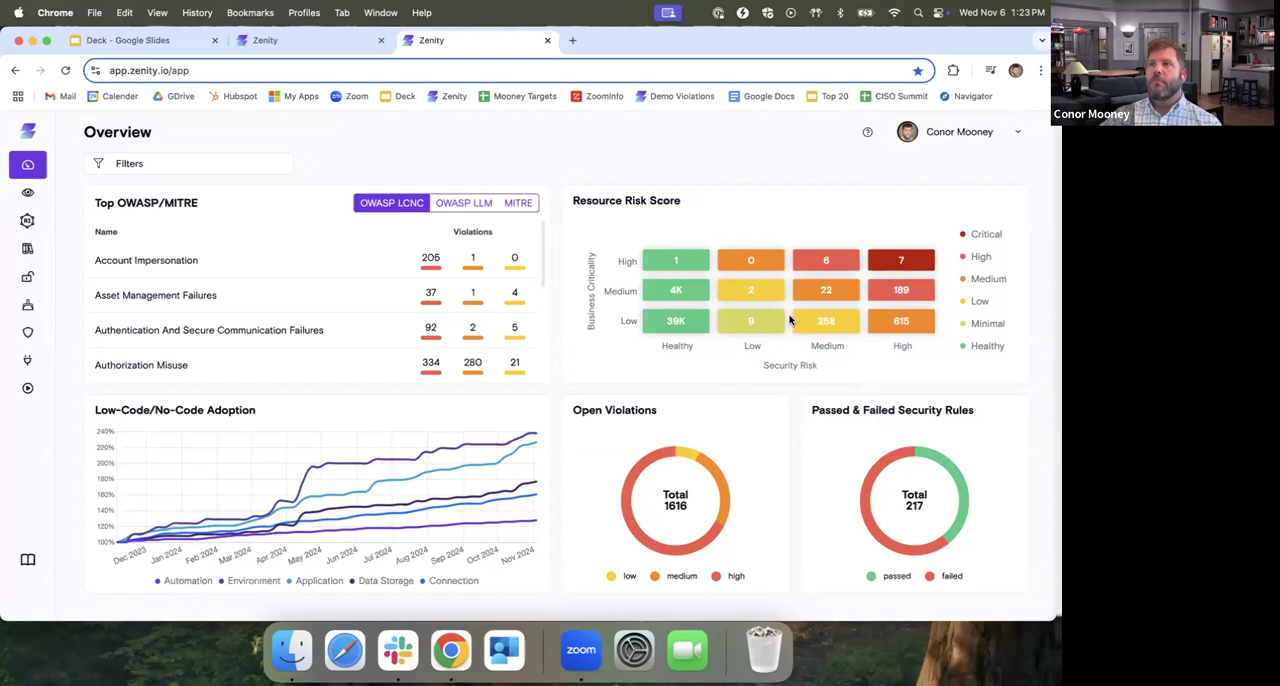 Chrome File Edit View History Bookmarks Profiles Tab Window Help Wed Nov 6 1:23 PM
Deck - Google Slides Zenity Zenity
app.zenity.io/app
Mail Calender GDrive Hubspot My Apps Zoom Deck Zenity Mooney Targets ZoomInfo Demo Violations Google Docs Top 20 CISO Summit Navigator
Conor Mooney
Overview
Conor Mooney
Filters
Top OWASP/MITRE
OWASP LCNC OWASP LLM MITRE
Name Violations
Account Impersonation 205 1 0
Asset Management Failures 37 1 4
Authentication And Secure Communication Failures 92 2 5
Authorization Misuse 334 280 21
Resource Risk Score
Business Criticality
High 1 0 6 7
Medium 4K 2 22 189
Low 39K 9 258 615
Healthy Low Medium High
Security Risk
Critical
High
Medium
Low
Minimal
Healthy
Low-Code/No-Code Adoption
240%
220%
200%
180%
160%
140%
120%
100%
Dec 2023 Jan 2024 Feb 2024 Mar 2024 Apr 2024 May 2024 Jun 2024 Jul 2024 Aug 2024 Sep 2024 Oct 2024 Nov 2024
Automation Environment Application Data Storage Connection
Open Violations
Total
1616
low medium high
Passed & Failed Security Rules
Total
217
passed failed
zoom